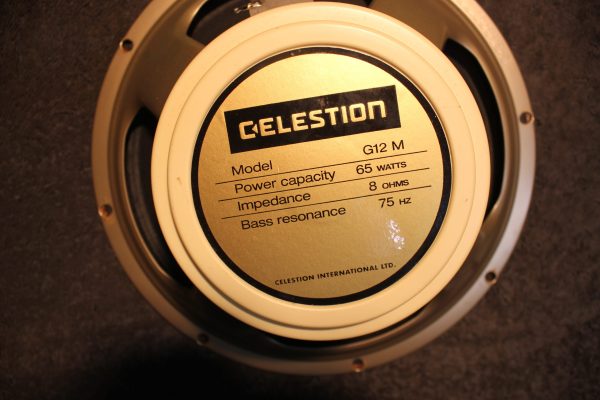 CELESTION
Model G12 M
Power capacity 65 WATTS
Impedance 8 OHMS
Bass resonance 75 HZ
CELESTION INTERNATIONAL LTD.